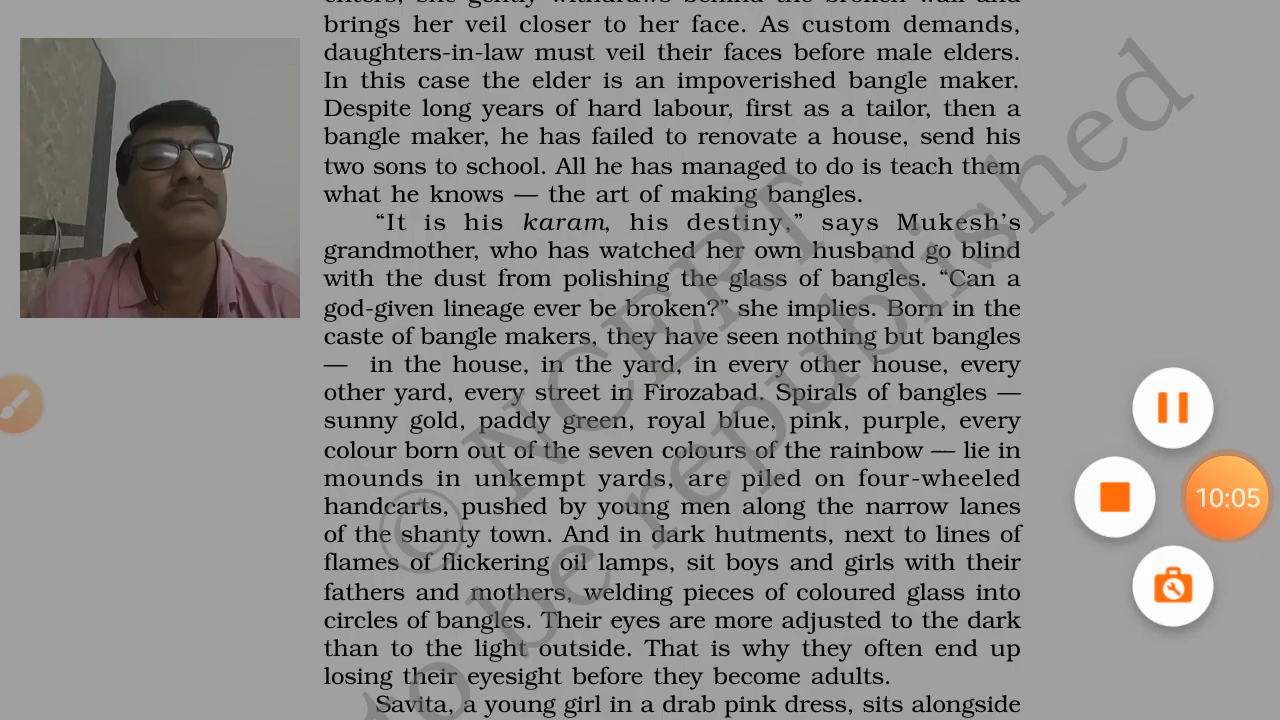 brings her veil closer to her face. As custom demands,
daughters-in-law must veil their faces before male elders.
In this case the elder is an impoverished bangle maker.
Despite long years of hard labour, first as a tailor, then a
bangle maker, he has failed to renovate a house, send his
two sons to school. All he has managed to do is teach them
what he knows — the art of making bangles.
“It is his karam, his destiny,” says Mukesh’s
grandmother, who has watched her own husband go blind
with the dust from polishing the glass of bangles. “Can a
god-given lineage ever be broken?” she implies. Born in the
caste of bangle makers, they have seen nothing but bangles
— in the house, in the yard, in every other house, every
other yard, every street in Firozabad. Spirals of bangles —
sunny gold, paddy green, royal blue, pink, purple, every
colour born out of the seven colours of the rainbow — lie in
mounds in unkempt yards, are piled on four-wheeled
handcarts, pushed by young men along the narrow lanes
of the shanty town. And in dark hutments, next to lines of
flames of flickering oil lamps, sit boys and girls with their
fathers and mothers, welding pieces of coloured glass into
circles of bangles. Their eyes are more adjusted to the dark
than to the light outside. That is why they often end up
losing their eyesight before they become adults.
Savita, a young girl in a drab pink dress, sits alongside
© NCERT
to be republished
10:05